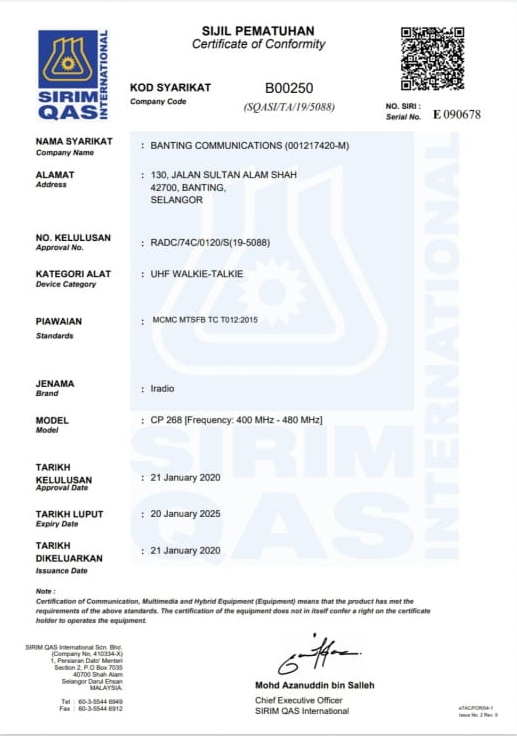 SIRIM
QAS
INTERNATIONAL
SIJIL PEMATUHAN
Certificate of Conformity
KOD SYARIKAT
Company Code
B00250
(SQASI/TA/19/5088)
NO. SIRI :
Serial No. E 090678
NAMA SYARIKAT
Company Name
: BANTING COMMUNICATIONS (001217420-M)
ALAMAT
Address
: 130, JALAN SULTAN ALAM SHAH
42700, BANTING,
SELANGOR
NO. KELULUSAN
Approval No.
: RADC/74C/0120/S(19-5088)
KATEGORI ALAT
Device Category
: UHF WALKIE-TALKIE
PIAWAIAN
Standards
: MCMC MTSFB TC T012:2015
JENAMA
Brand
: Iradio
MODEL
Model
: CP 268 [Frequency: 400 MHz - 480 MHz]
TARIKH
KELULUSAN
Approval Date
: 21 January 2020
TARIKH LUPUT
Expiry Date
: 20 January 2025
TARIKH
DIKELUARKAN
Issuance Date
: 21 January 2020
SIRIM
QAS
INTERNATIONAL
Note :
Certification of Communication, Multimedia and Hybrid Equipment (Equipment) means that the product has met the
requirements of the above standards. The certification of the equipment does not in itself confer a right on the certificate
holder to operates the equipment.
SIRIM QAS International Scn. Bhd.
(Company No, 410334-X)
1, Persiaran Dato' Menteri
Section 2, P.O Box 7035
40700 Shah Alam
Selangor Darul Ehsan
MALAYSIA.
Tel : 60-3-5544 6949
Fax : 60-3-5544 6912
Mohd Azanuddin bin Salleh
Chief Executive Officer
SIRIM QAS International
eTAC/FOR/04-1
Issue No. 2 Rev. 0